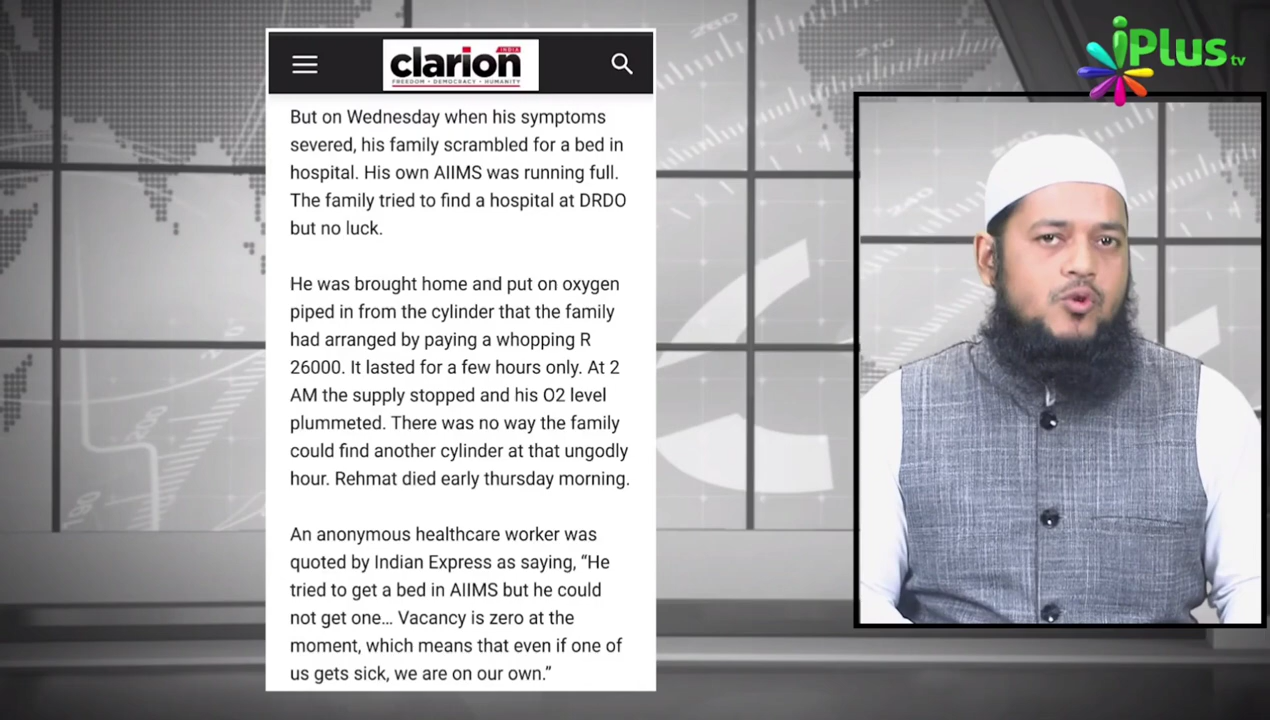 clarion
INDIA
FREEDOM • DEMOCRACY • HUMANITY
But on Wednesday when his symptoms
severed, his family scrambled for a bed in
hospital. His own AIIMS was running full.
The family tried to find a hospital at DRDO
but no luck.
He was brought home and put on oxygen
piped in from the cylinder that the family
had arranged by paying a whopping R
26000. It lasted for a few hours only. At 2
AM the supply stopped and his O2 level
plummeted. There was no way the family
could find another cylinder at that ungodly
hour. Rehmat died early thursday morning.
An anonymous healthcare worker was
quoted by Indian Express as saying, “He
tried to get a bed in AIIMS but he could
not get one… Vacancy is zero at the
moment, which means that even if one of
us gets sick, we are on our own.”
iPlus tv